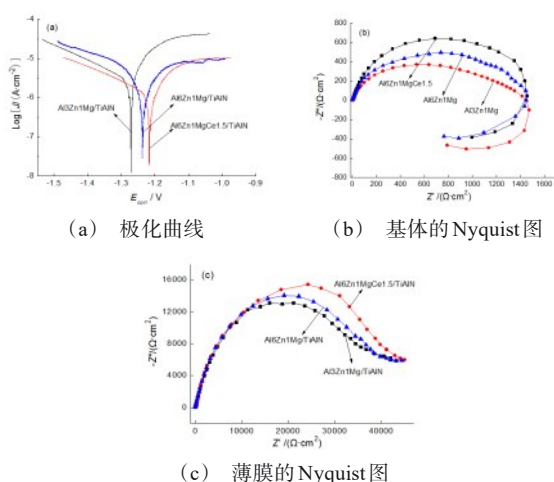 (a)
Log[J/(A·cm⁻²)]
-4
-5
-6
-7
-8
Al3Zn1Mg/TiAlN
Al6Zn1Mg/TiAlN
Al6Zn1MgCe1.5/TiAlN
-1.5 -1.4 -1.3 -1.2 -1.1 -1.0 -0.9
E_corr / V
(a) 极化曲线
(b)
-Z''/(Ω·cm²)
800
600
400
200
0
-200
-400
-600
-800
Al6Zn1MgCe1.5
Al6Zn1Mg
Al3Zn1Mg
0 200 400 600 800 1000 1200 1400 1600
Z' /(Ω·cm²)
(b) 基体的Nyquist图
(c)
-Z''/(Ω·cm²)
16000
12000
8000
4000
0
Al6Zn1MgCe1.5/TiAlN
Al6Zn1Mg/TiAlN
Al3Zn1Mg/TiAlN
0 10000 20000 30000 40000
Z' /(Ω·cm²)
(c) 薄膜的Nyquist图